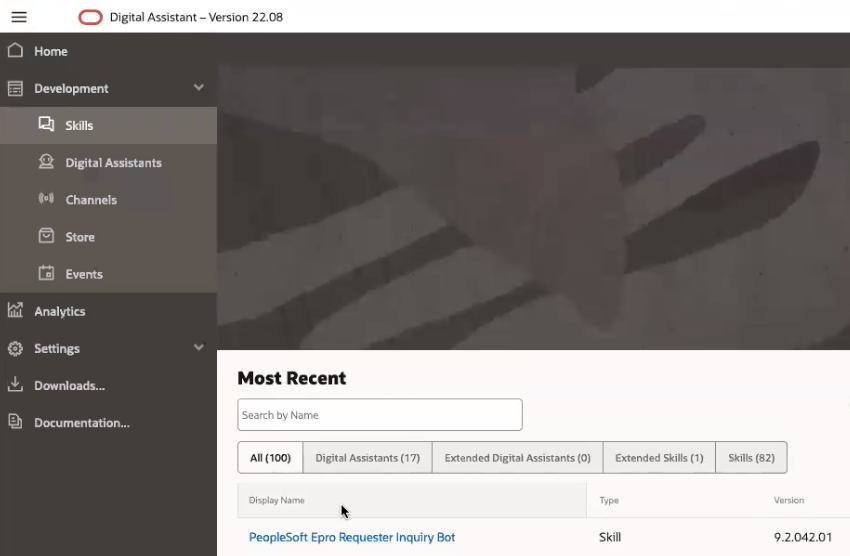 Digital Assistant – Version 22.08
Home
Development
Skills
Digital Assistants
Channels
Store
Events
Analytics
Settings
Downloads...
Documentation...
Most Recent
Search by Name
All (100) Digital Assistants (17) Extended Digital Assistants (0) Extended Skills (1) Skills (82)
Display Name Type Version
PeopleSoft Epro Requester Inquiry Bot Skill 9.2.042.01